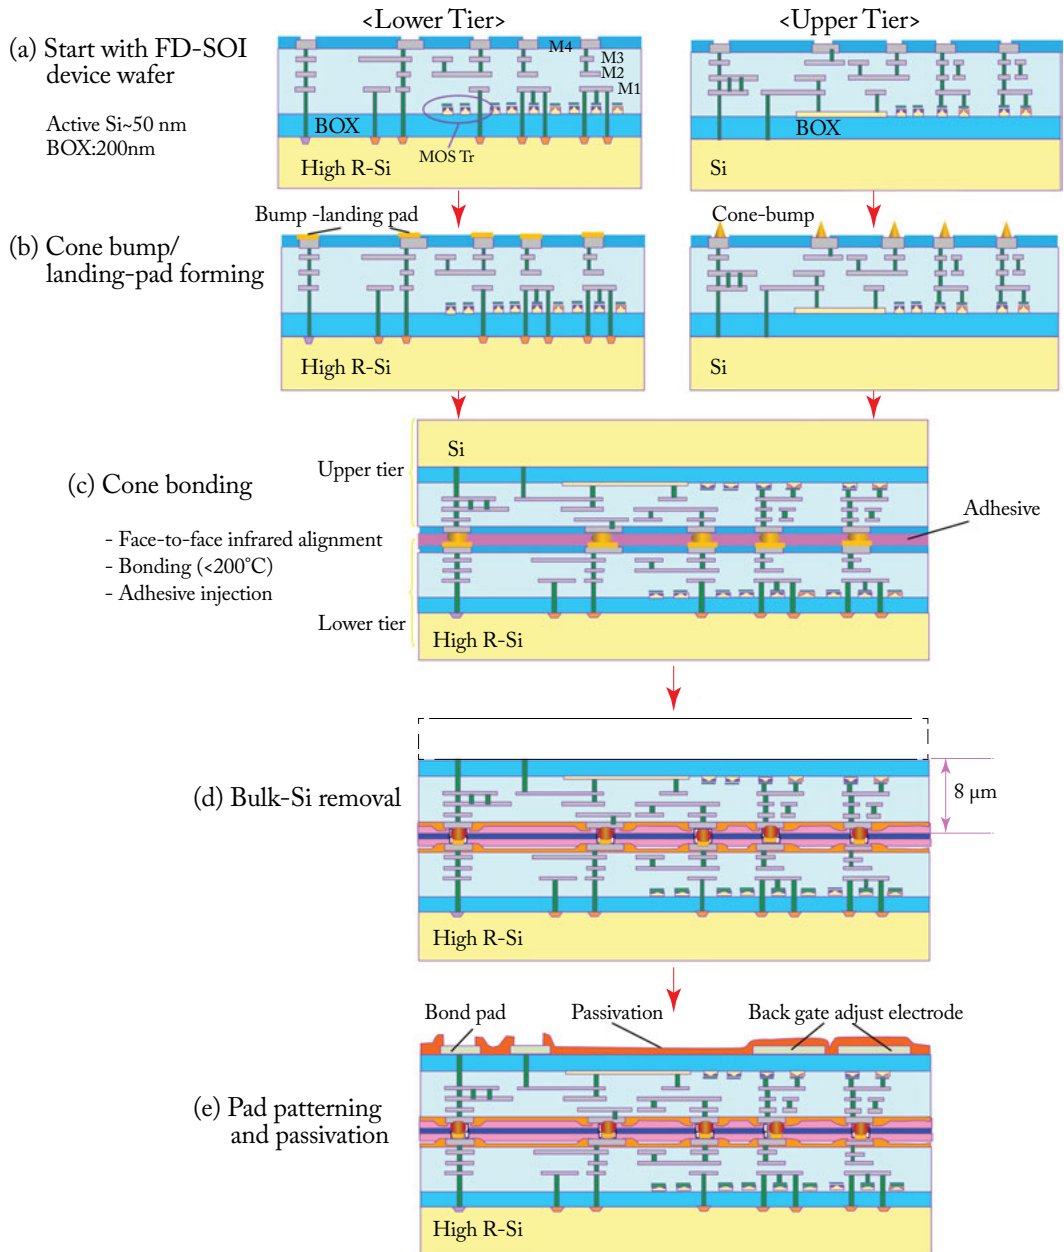 <Lower Tier>
<Upper Tier>
(a) Start with FD-SOI
device wafer
Active Si~50 nm
BOX:200nm
M4
M3
M2
M1
BOX
MOS Tr
High R-Si
BOX
Si
(b) Cone bump/
landing-pad forming
Bump -landing pad
High R-Si
Cone-bump
Si
(c) Cone bonding
- Face-to-face infrared alignment
- Bonding (<200°C)
- Adhesive injection
Si
Upper tier
Adhesive
Lower tier
High R-Si
(d) Bulk-Si removal
8 µm
High R-Si
Bond pad
Passivation
Back gate adjust electrode
(e) Pad patterning
and passivation
High R-Si